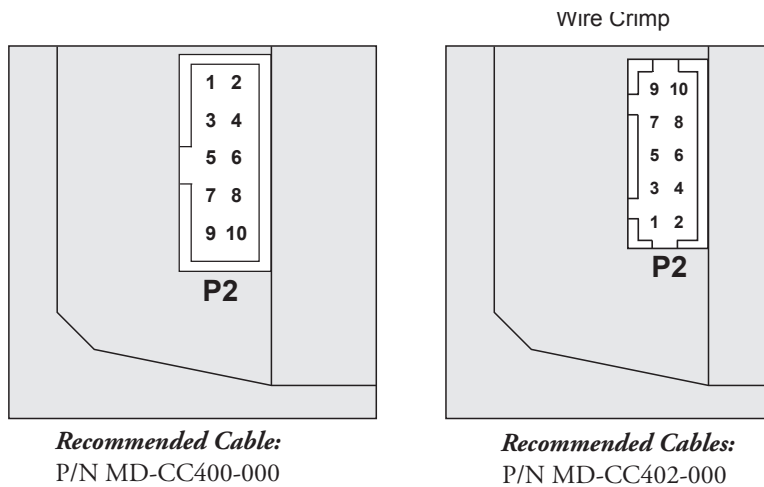 Wire Crimp
1 2
3 4
5 6
7 8
9 10
P2
Recommended Cable:
P/N MD-CC400-000
9 10
7 8
5 6
3 4
1 2
P2
Recommended Cables:
P/N MD-CC402-000